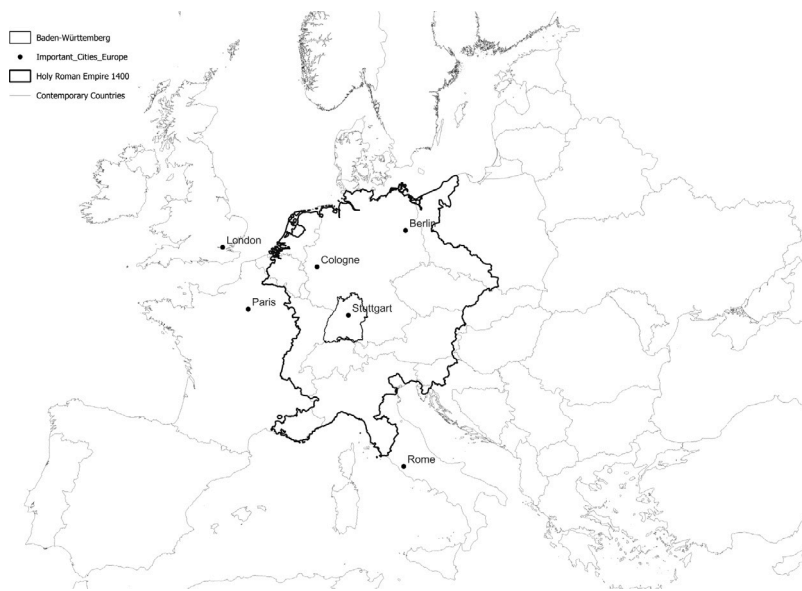 Baden-Württemberg
Important_Cities_Europe
Holy Roman Empire 1400
Contemporary Countries
Berlin
London
Cologne
Paris
Stuttgart
Rome